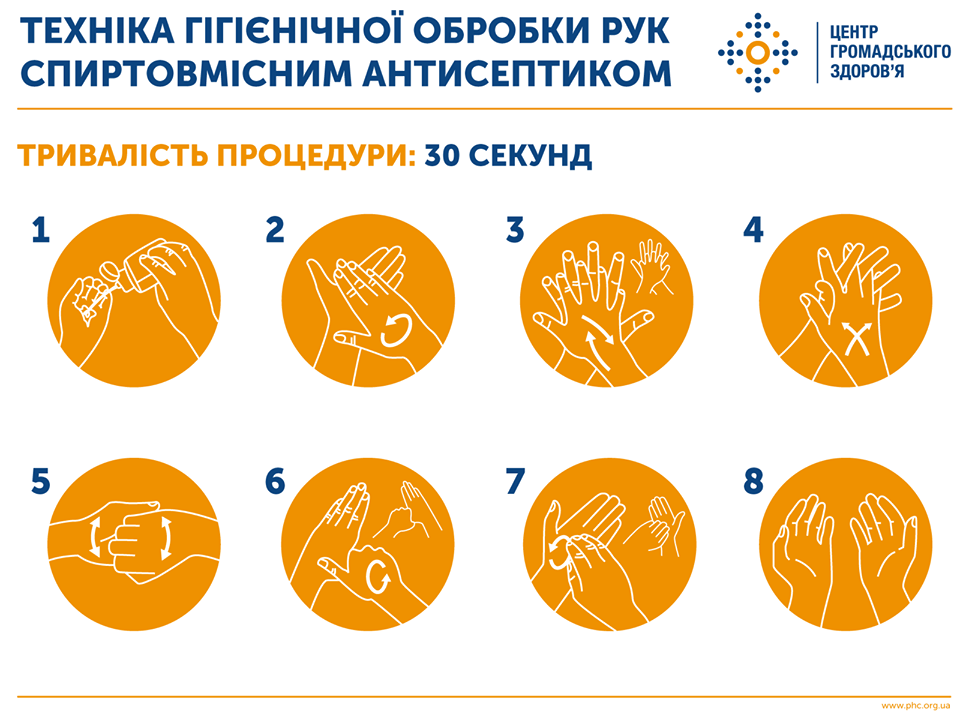 ТЕХНІКА ГІГІЄНІЧНОЇ ОБРОБКИ РУК
СПИРТОВМІСНИМ АНТИСЕПТИКОМ
ЦЕНТР
ГРОМАДСЬКОГО
ЗДОРОВ'Я
ТРИВАЛІСТЬ ПРОЦЕДУРИ: 30 СЕКУНД
1
2
3
4
5
6
7
8
www.phc.org.ua